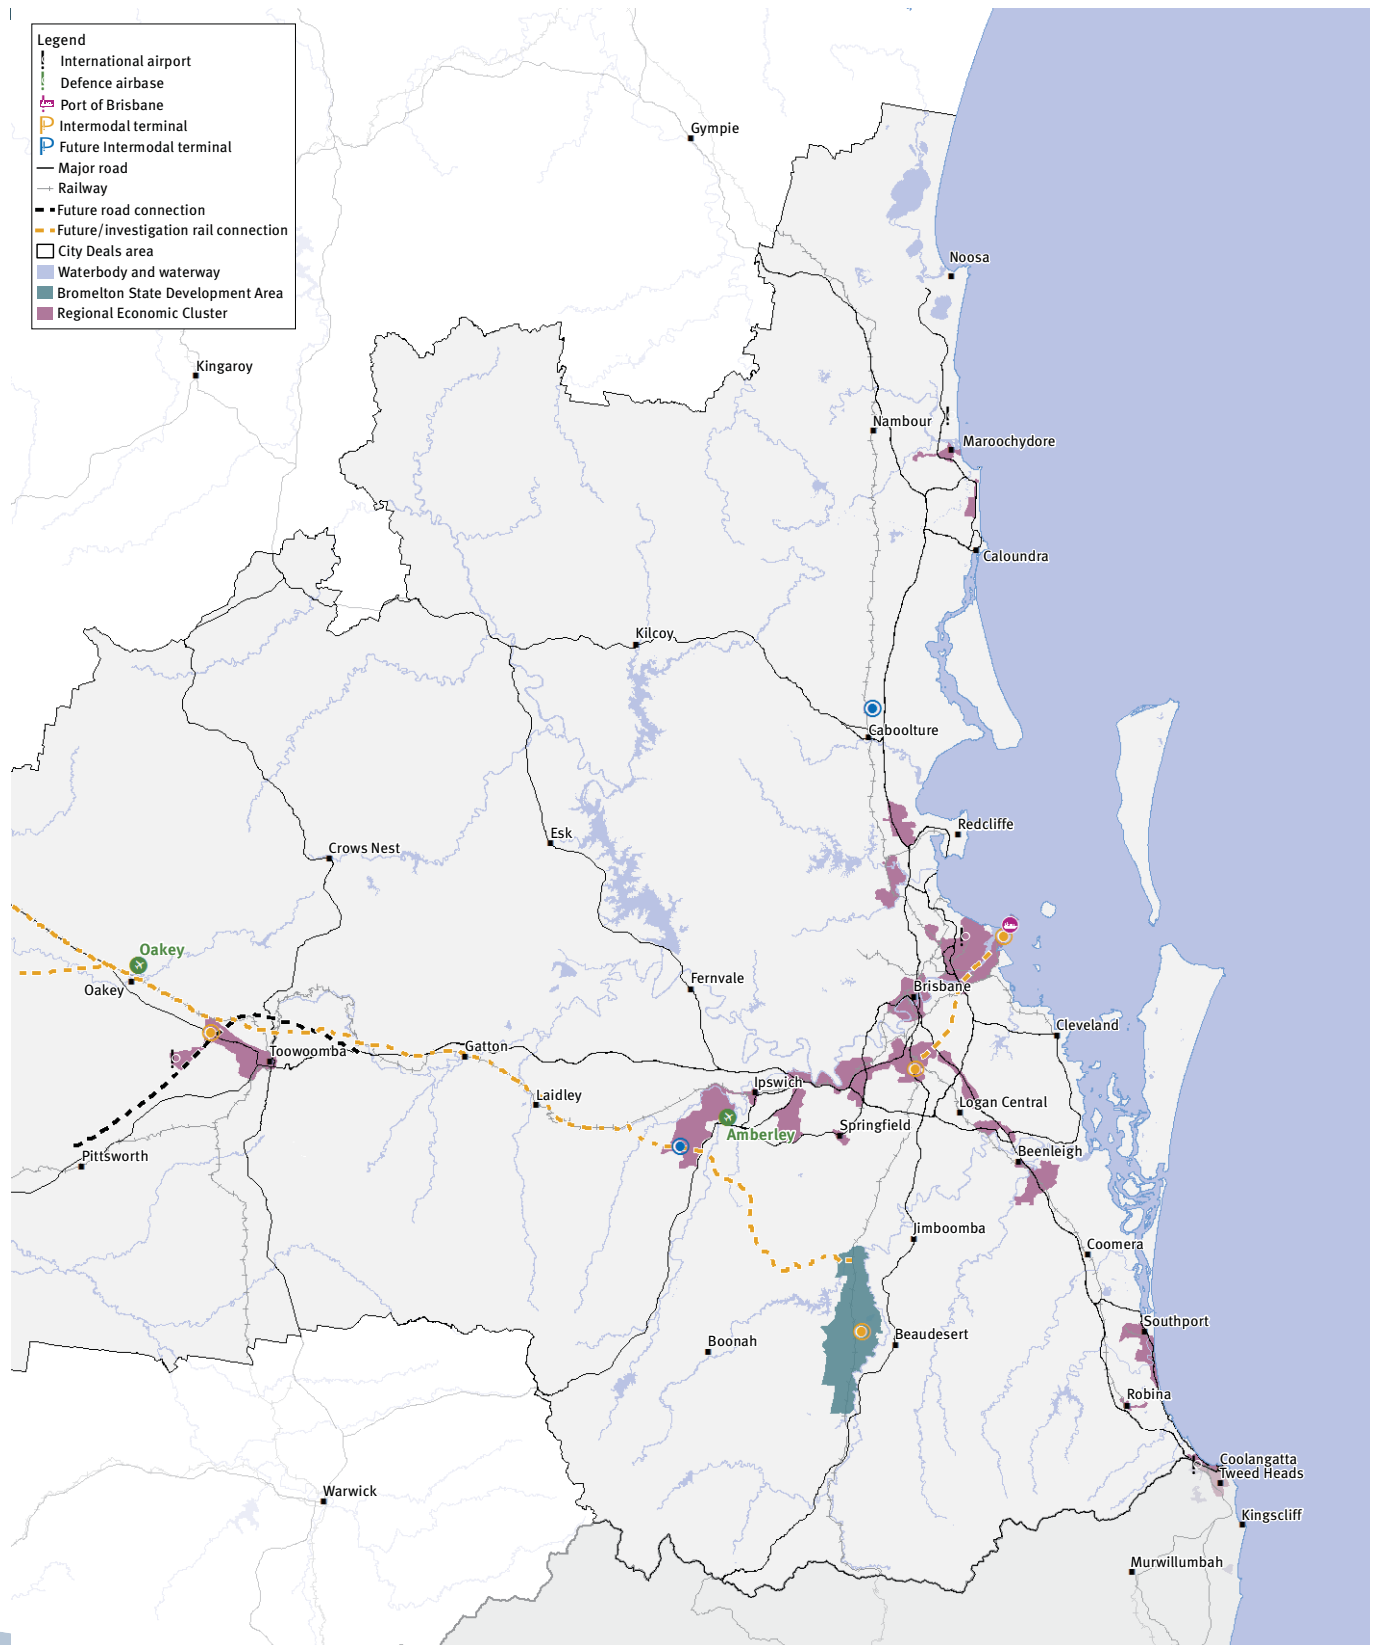 Legend
International airport
Defence airbase
Port of Brisbane
Intermodal terminal
Future Intermodal terminal
Major road
Railway
Future road connection
Future/investigation rail connection
City Deals area
Waterbody and waterway
Bromelton State Development Area
Regional Economic Cluster
Gympie
Noosa
Kingaroy
Nambour
Maroochydore
Caloundra
Kilcoy
Caboolture
Redcliffe
Esk
Crows Nest
Oakey
Oakey
Fernvale
Brisbane
Cleveland
Toowoomba
Gatton
Ipswich
Laidley
Logan Central
Amberley
Springfield
Pittsworth
Beenleigh
Jimboomba
Coomera
Southport
Beaudesert
Boonah
Robina
Coolangatta
Tweed Heads
Warwick
Kingscliff
Murwillumbah